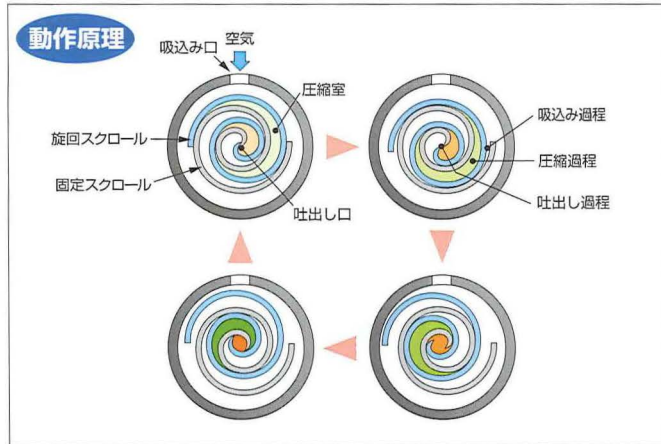 動作原理
吸込み口
空気
圧縮室
旋回スクロール
固定スクロール
吐出し口
吸込み過程
圧縮過程
吐出し過程